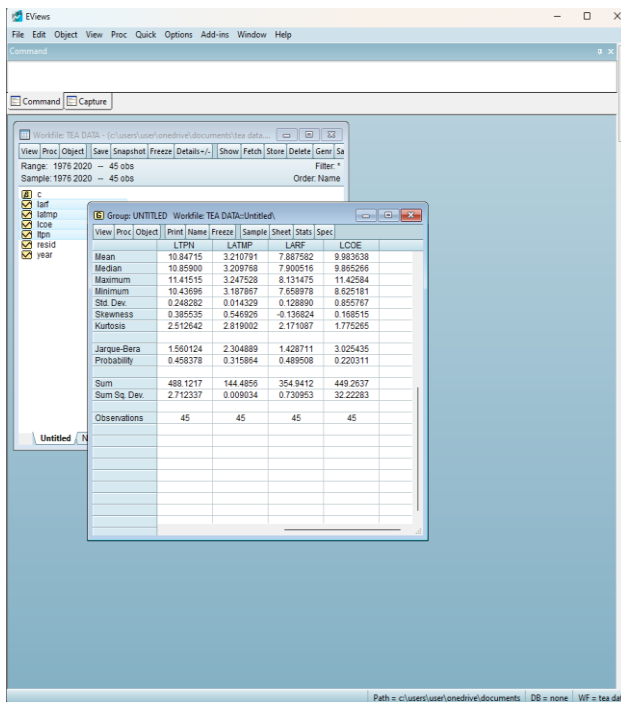 EViews
File Edit Object View Proc Quick Options Add-ins Window Help
Command
Command Capture
Workfile: TEA DATA - (c:\users\user\onedrive\documents\tea data....
View Proc Object Save Snapshot Freeze Details+/- Show Fetch Store Delete Genr Sa
Range: 1976 2020 -- 45 obs Filter: *
Sample: 1976 2020 -- 45 obs Order: Name
c
larf
latmp
lcoe
ltpn
resid
year
Untitled N
Group: UNTITLED Workfile: TEA DATA::Untitled\
View Proc Object Print Name Freeze Sample Sheet Stats Spec
LTPN LATMP LARF LCOE
Mean 10.84715 3.210791 7.887582 9.983638
Median 10.85900 3.209768 7.900516 9.865266
Maximum 11.41515 3.247528 8.131475 11.42584
Minimum 10.43696 3.187867 7.658978 8.625181
Std. Dev. 0.248282 0.014329 0.128890 0.855767
Skewness 0.385535 0.546926 -0.136824 0.168515
Kurtosis 2.512642 2.819002 2.171087 1.775265
Jarque-Bera 1.560124 2.304889 1.428711 3.025435
Probability 0.458378 0.315864 0.489508 0.220311
Sum 488.1217 144.4856 354.9412 449.2637
Sum Sq. Dev. 2.712337 0.009034 0.730953 32.22283
Observations 45 45 45 45
Path = c:\users\user\onedrive\documents DB = none WF = tea dat